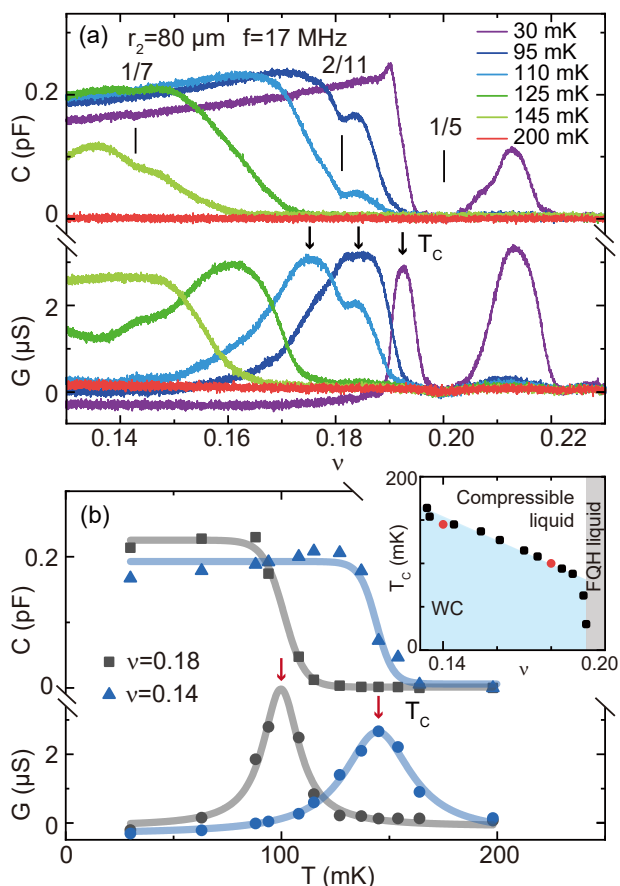 (a) r₂=80 μm f=17 MHz
30 mK
95 mK
110 mK
125 mK
145 mK
200 mK
1/7
2/11
1/5
C (pF)
0.2
0
T_C
G (μS)
2
0
0.14 0.16 0.18 0.20 0.22
ν
(b)
C (pF)
0.2
0
ν=0.18
ν=0.14
T_C
G (μS)
2
0
0 100 200
T (mK)
200
100
0
T_C (mK)
Compressible
liquid
FQH liquid
WC
0.14 0.20
ν